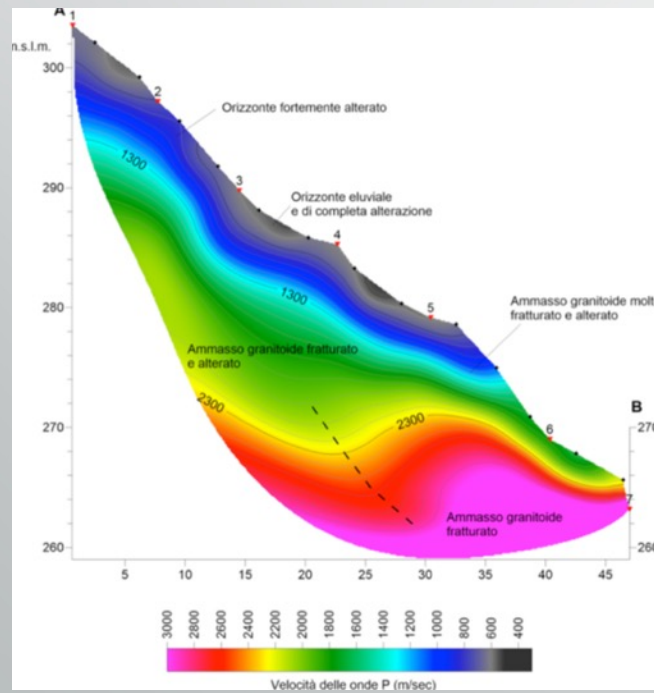 A
1
n.s.l.m.
300
2
Orizzonte fortemente alterato
1300
290
3
Orizzonte eluviale
e di completa alterazione
4
1300
280
5
Ammasso granitoide molt
fratturato e alterato
Ammasso granitoide fratturato
e alterato
2300
2300
B
270
270
6
7
Ammasso granitoide
fratturato
260
260
5 10 15 20 25 30 35 40 45
3000 2800 2600 2400 2200 2000 1800 1600 1400 1200 1000 800 600 400
Velocità delle onde P (m/sec)